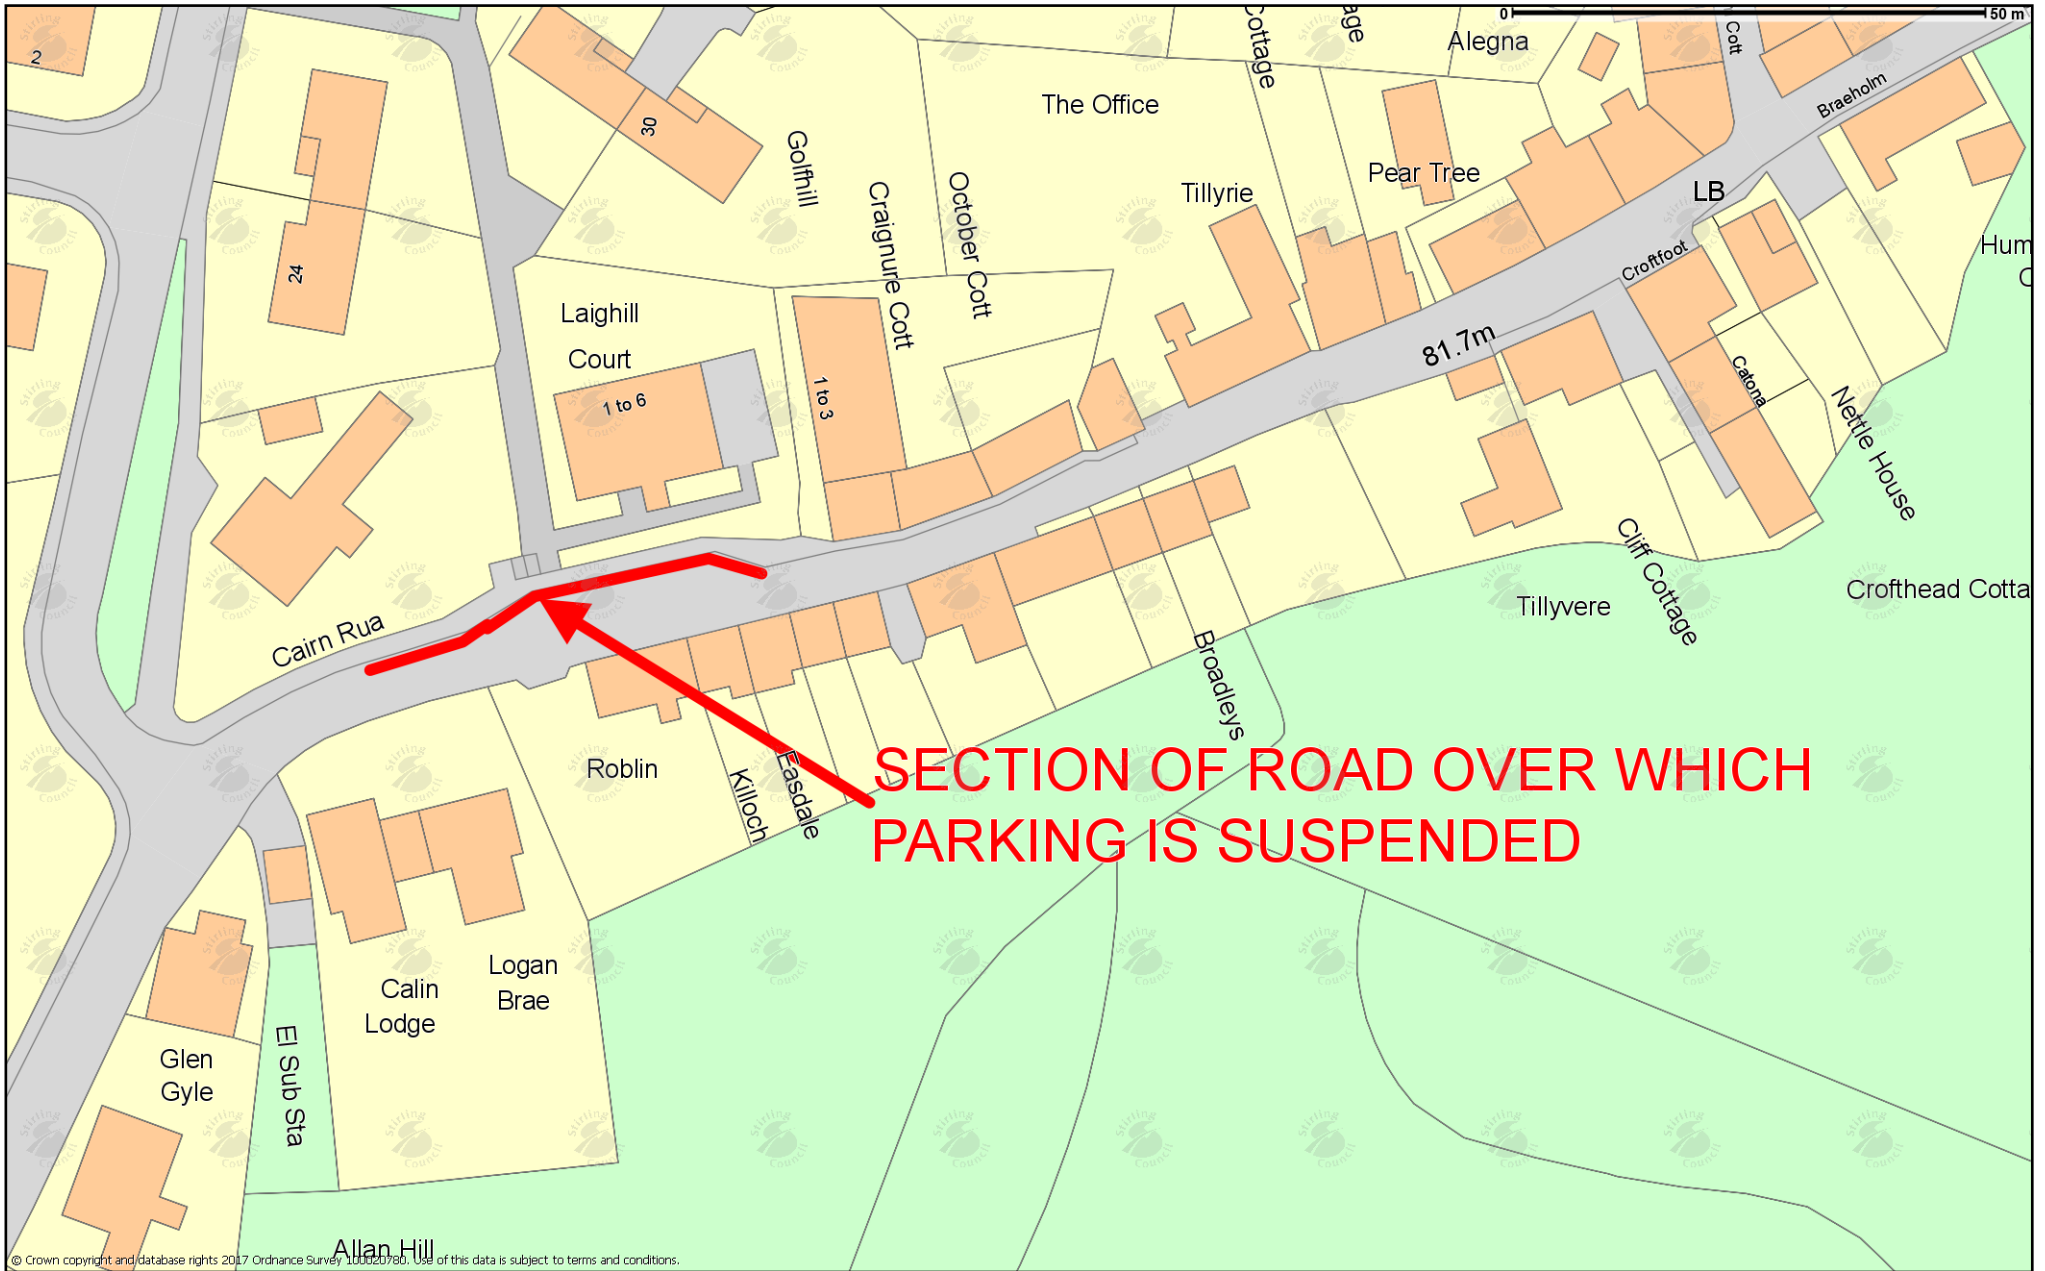 0 50 m
2
Cottage
age
Alegna
Cott
Braeholm
The Office
30
Golfhill
Pear Tree
Tillyrie
LB
Craignure Cott
October Cott
24
Croftfoot
Hum
C
Laighill
Court
81.7m
1 to 6
1 to 3
Catona
Nettle House
Cliff Cottage
Crofthead Cotta
Tillyvere
Cairn Rua
Broadleys
Roblin
Killoch
Easdale
SECTION OF ROAD OVER WHICH
PARKING IS SUSPENDED
Logan
Brae
Calin
Lodge
El Sub Sta
Glen
Gyle
Allan Hill
© Crown copyright and database rights 2017 Ordnance Survey 100020780. Use of this data is subject to terms and conditions.
Stirling
Council